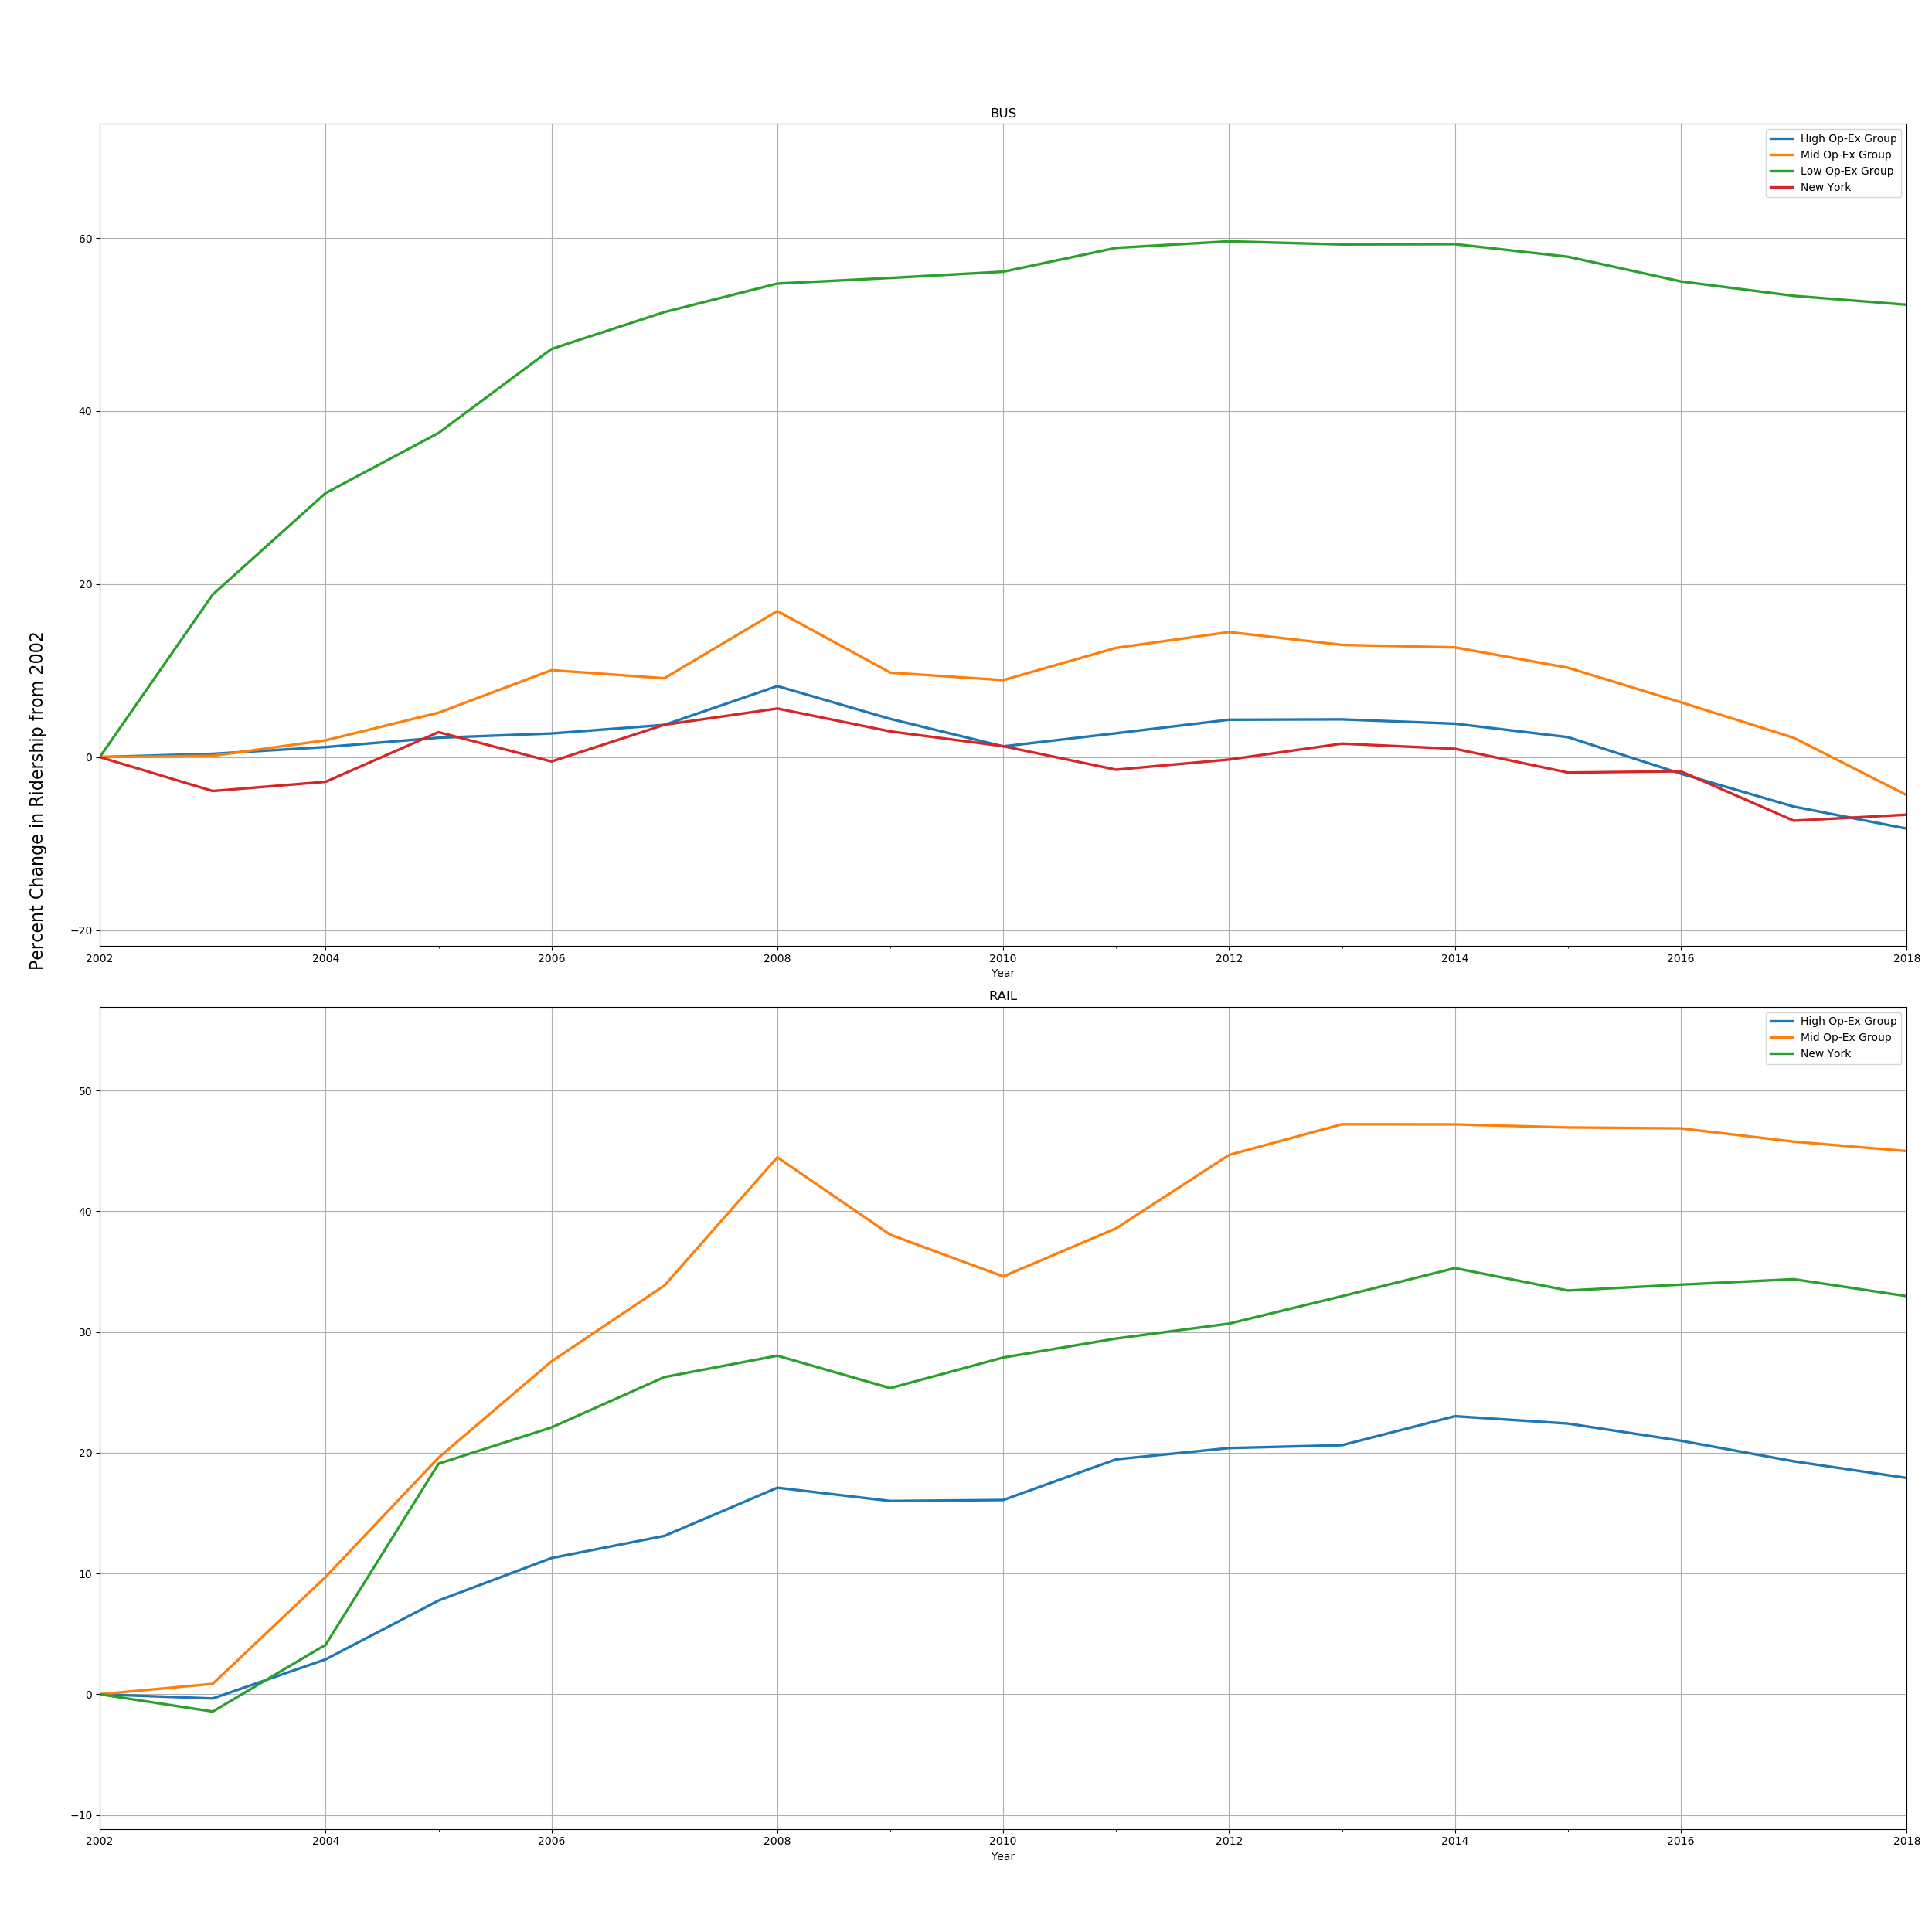 Percent Change in Ridership from 2002
BUS
High Op-Ex Group
Mid Op-Ex Group
Low Op-Ex Group
New York
60
40
20
0
−20
2002 2004 2006 2008 2010 2012 2014 2016 2018
Year
RAIL
High Op-Ex Group
Mid Op-Ex Group
New York
50
40
30
20
10
0
−10
2002 2004 2006 2008 2010 2012 2014 2016 2018
Year